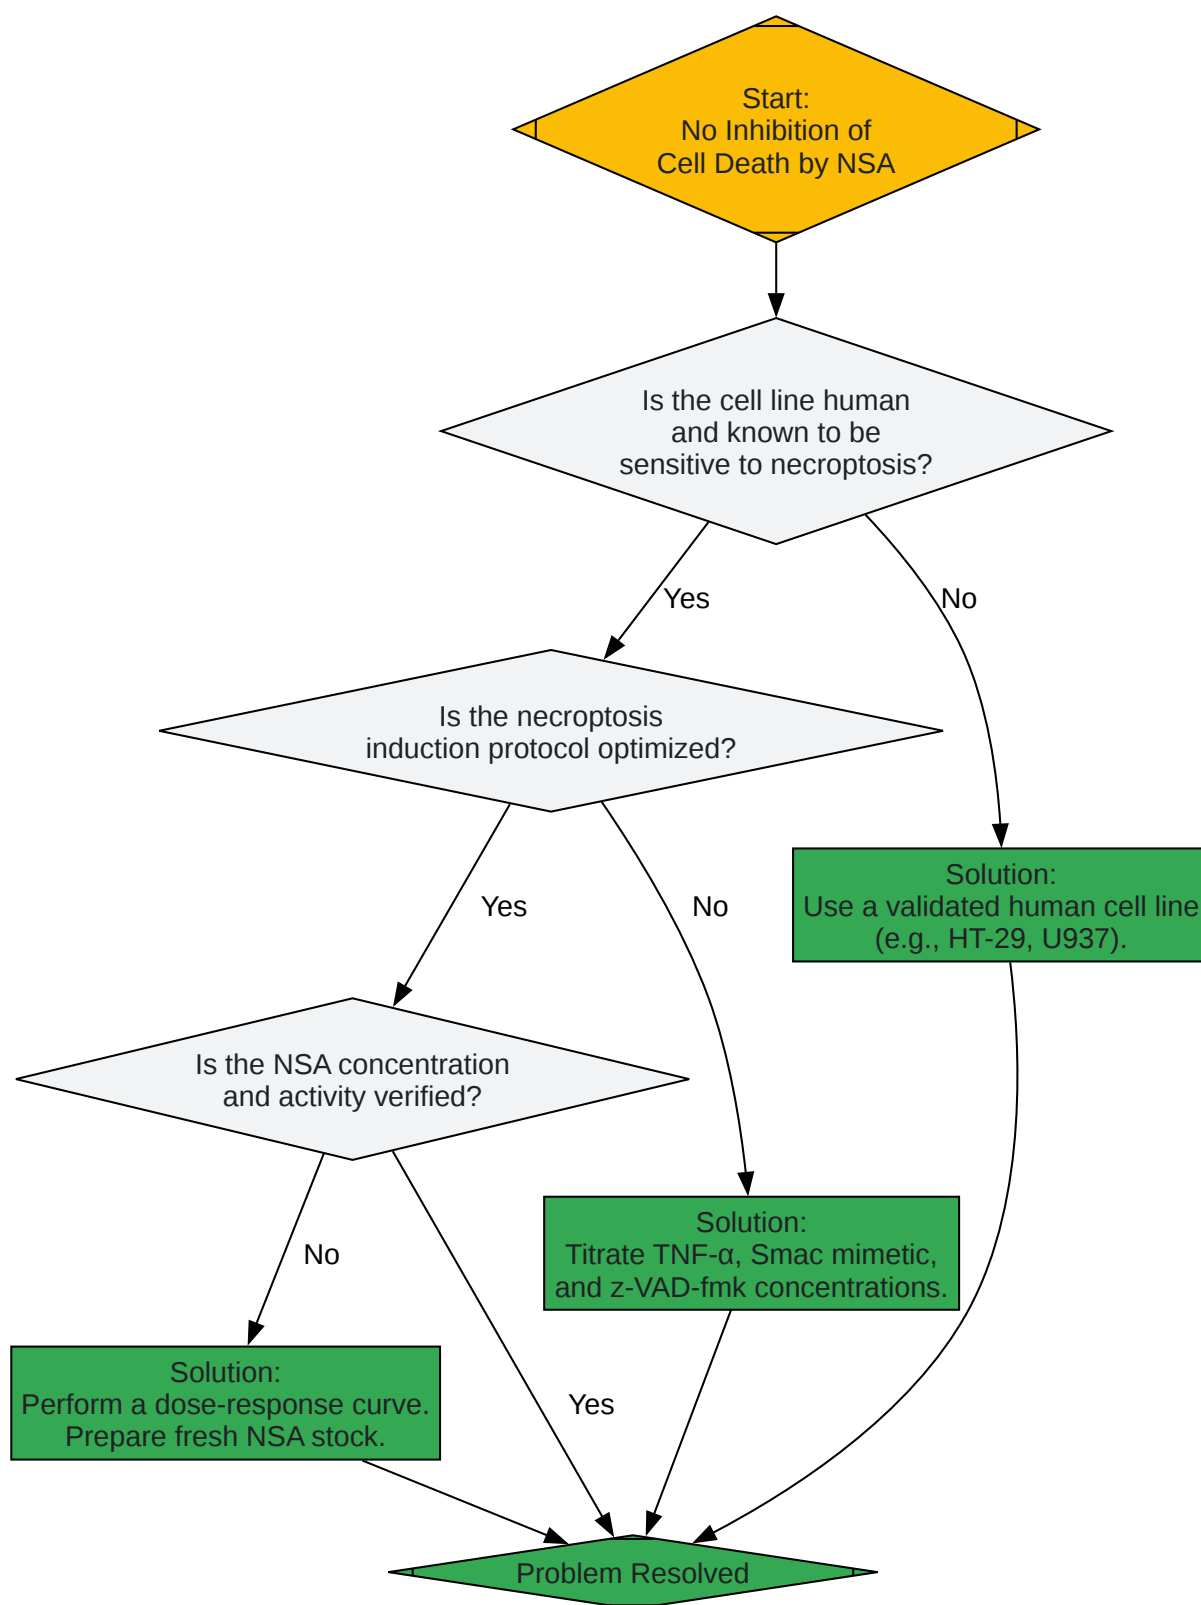 Start:
No Inhibition of
Cell Death by NSA
Is the cell line human
and known to be
sensitive to necroptosis?
Yes
No
Is the necroptosis
induction protocol optimized?
Yes
No
Solution:
Use a validated human cell line
(e.g., HT-29, U937).
Is the NSA concentration
and activity verified?
No
Yes
Solution:
Titrate TNF-α, Smac mimetic,
and z-VAD-fmk concentrations.
Solution:
Perform a dose-response curve.
Prepare fresh NSA stock.
Problem Resolved